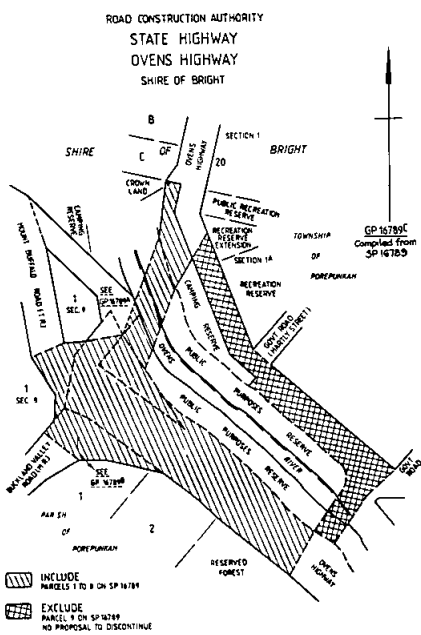 ROAD CONSTRUCTION AUTHORITY
STATE HIGHWAY
OVENS HIGHWAY
SHIRE OF BRIGHT
B
SECTION 1
SHIRE
OF
BRIGHT
C
OVENS
HIGHWAY
20
CROWN
LAND
PUBLIC RECREATION
RESERVE
RECREATION
RESERVE
EXTENSION
SECTION 1A
TOWNSHIP
OF
POREPUNKAH
GP 16789C
Compiled from
SP 16789
RECREATION
RESERVE
CAMPING
RESERVE
MOUNT BUFFALO
ROAD (T.R.)
1
SEC. 9
SEE
GP 16789A
CAMPING
RESERVE
GOVT ROAD
(HARTLY STREET)
OVENS
RIVER
PUBLIC PURPOSES RESERVE
PUBLIC PURPOSES RESERVE
1
SEC. 9
BUCKLAND VALLEY
ROAD (M.R.)
SEE
GP 16789B
GOVT
ROAD
1
PARISH
OF
POREPUNKAH
2
RESERVED
FOREST
OVENS
HIGHWAY
INCLUDE
PARCELS 1 TO 8 ON SP 16789
EXCLUDE
PARCEL 9 ON SP 16789
NO PROPOSAL TO DISCONTINUE